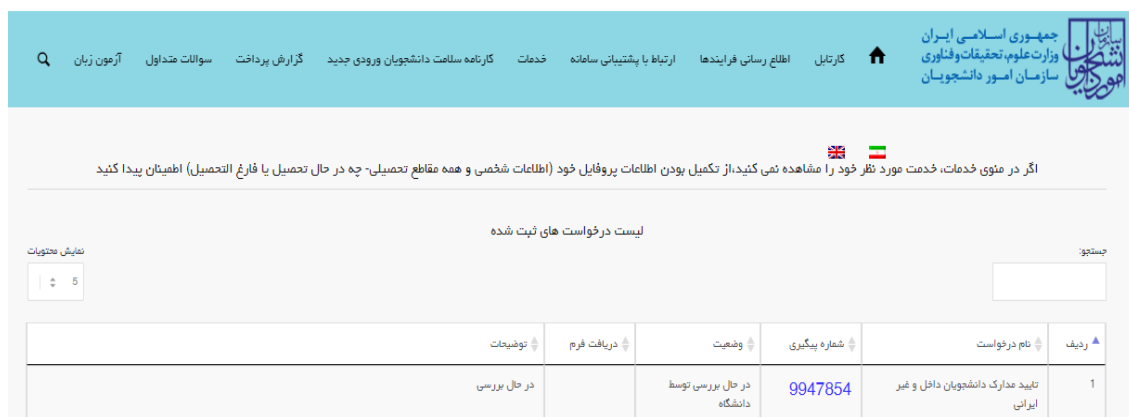 جمهوری اسلامی ایران
وزارت علوم، تحقیقات و فناوری
سازمان امور دانشجویان
سازمان امور دانشجویان
کارتابل اطلاع رسانی فرایندها ارتباط با پشتیبانی سامانه خدمات کارنامه سلامت دانشجویان ورودی جدید گزارش پرداخت سوالات متداول آزمون زبان
اگر در منوی خدمات، خدمت مورد نظر خود را مشاهده نمی کنید،از تکمیل بودن اطلاعات پروفایل خود (اطلاعات شخصی و همه مقاطع تحصیلی- چه در حال تحصیل یا فارغ التحصیل) اطمینان پیدا کنید
لیست درخواست های ثبت شده
جستجو:
نمایش محتویات
5
ردیف نام درخواست شماره پیگیری وضعیت دریافت فرم توضیحات
1 تایید مدارک دانشجویان داخل و غیر 9947854 در حال بررسی توسط در حال بررسی
ایرانی دانشگاه